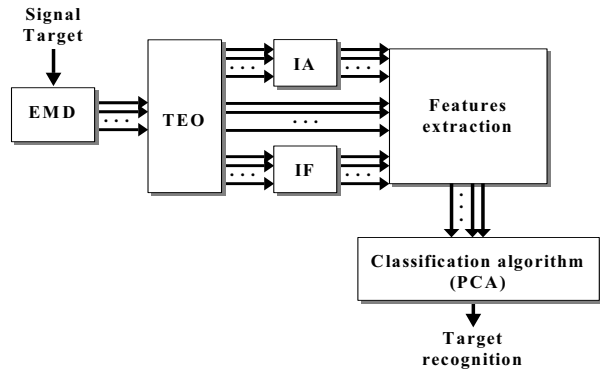 Signal
Target
EMD
. . .
TEO
. . .
IA
. . .
. . .
. . .
IF
. . .
Features
extraction
. . .
Classification algorithm
(PCA)
Target
recognition